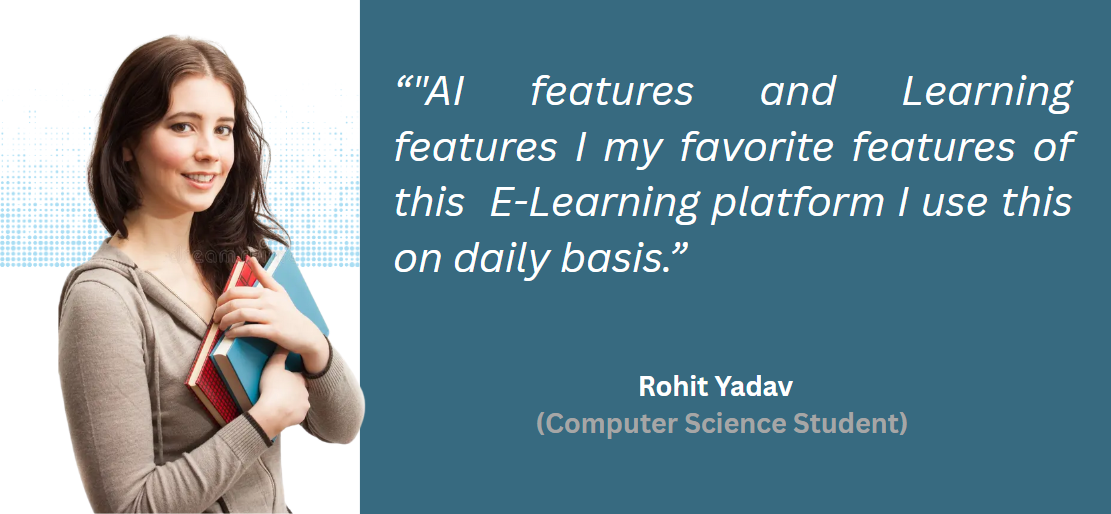 “"AI features and Learning
features I my favorite features of
this E-Learning platform I use this
on daily basis.”
Rohit Yadav
(Computer Science Student)